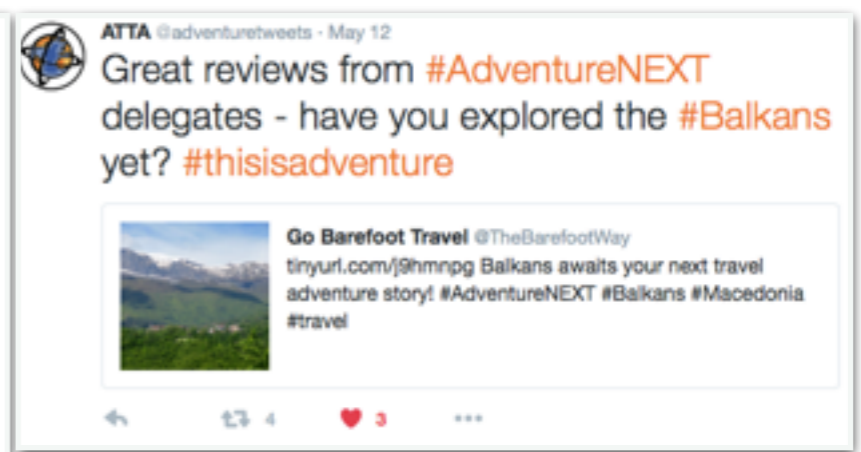 ATTA @adventuretweets · May 12
Great reviews from #AdventureNEXT
delegates - have you explored the #Balkans
yet? #thisisadventure
Go Barefoot Travel @TheBarefootWay
tinyurl.com/j9hmnpg Balkans awaits your next travel
adventure story! #AdventureNEXT #Balkans #Macedonia
#travel
4 3